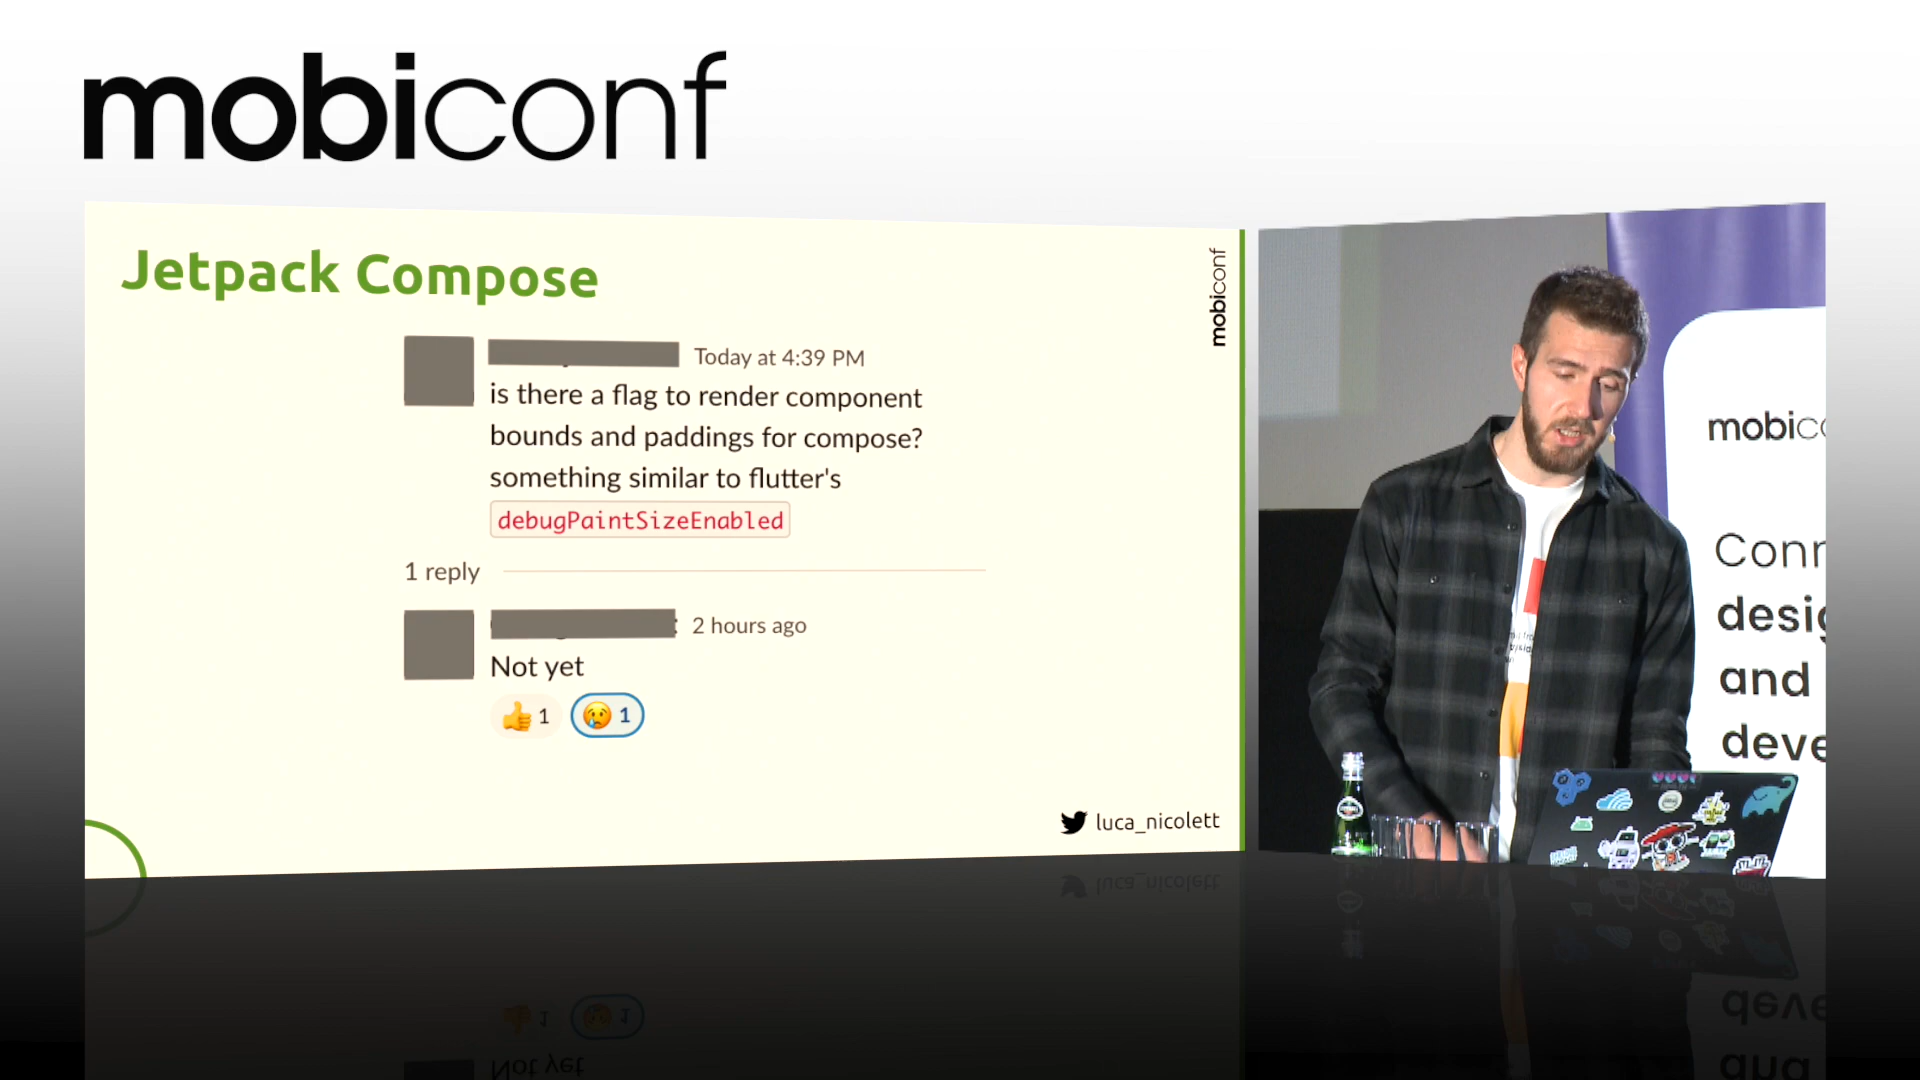 mobiconf
Jetpack Compose
mobiconf
Today at 4:39 PM
is there a flag to render component
bounds and paddings for compose?
something similar to flutter's
debugPaintSizeEnabled
1 reply
2 hours ago
Not yet
1
1
luca_nicolett
mobico
Conn
desig
and
deve